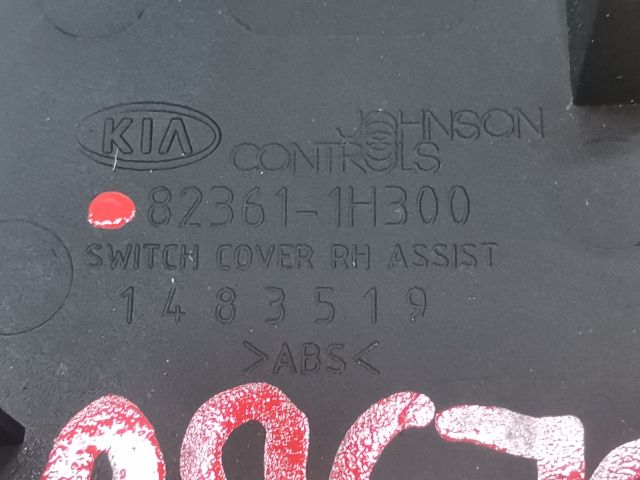 KIA JOHNSON CONTROLS
82361-1H300
SWITCH COVER RH ASSIST
1483519
>ABS<